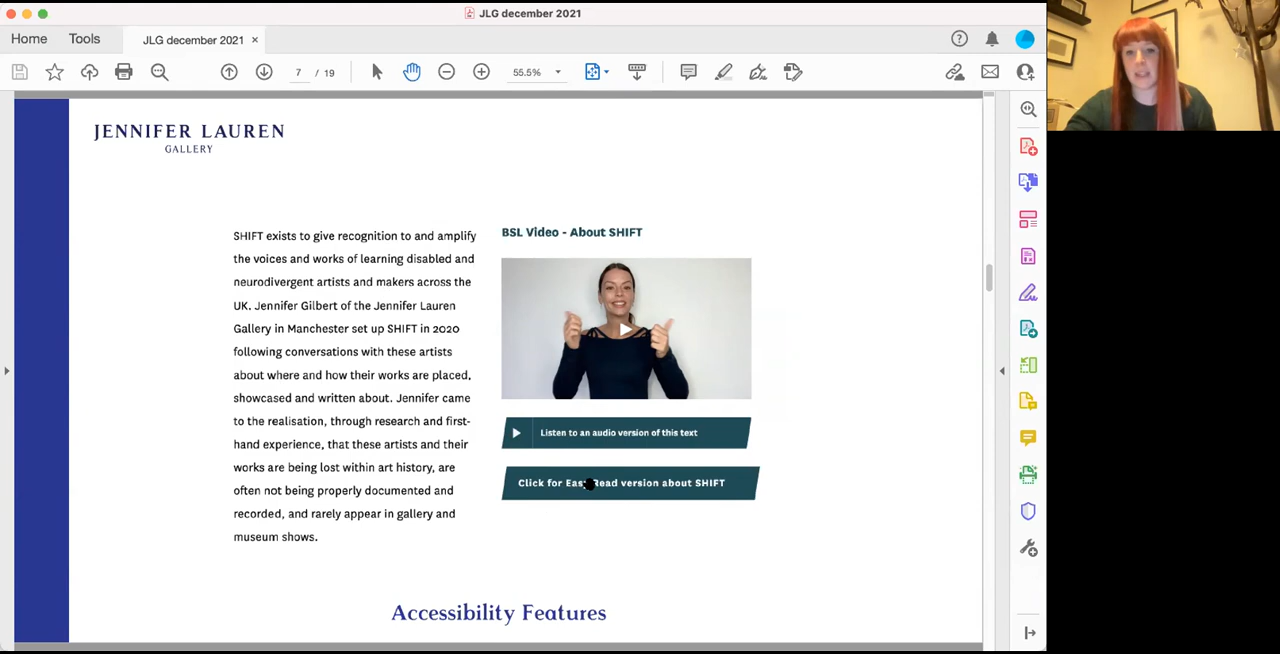 JLG december 2021
Home
Tools
JLG december 2021 ×
7 / 19
55.5%
JENNIFER LAUREN
GALLERY
SHIFT exists to give recognition to and amplify
the voices and works of learning disabled and
neurodivergent artists and makers across the
UK. Jennifer Gilbert of the Jennifer Lauren
Gallery in Manchester set up SHIFT in 2020
following conversations with these artists
about where and how their works are placed,
showcased and written about. Jennifer came
to the realisation, through research and first-
hand experience, that these artists and their
works are being lost within art history, are
often not being properly documented and
recorded, and rarely appear in gallery and
museum shows.
BSL Video - About SHIFT
Listen to an audio version of this text
Click for Easy Read version about SHIFT
Accessibility Features